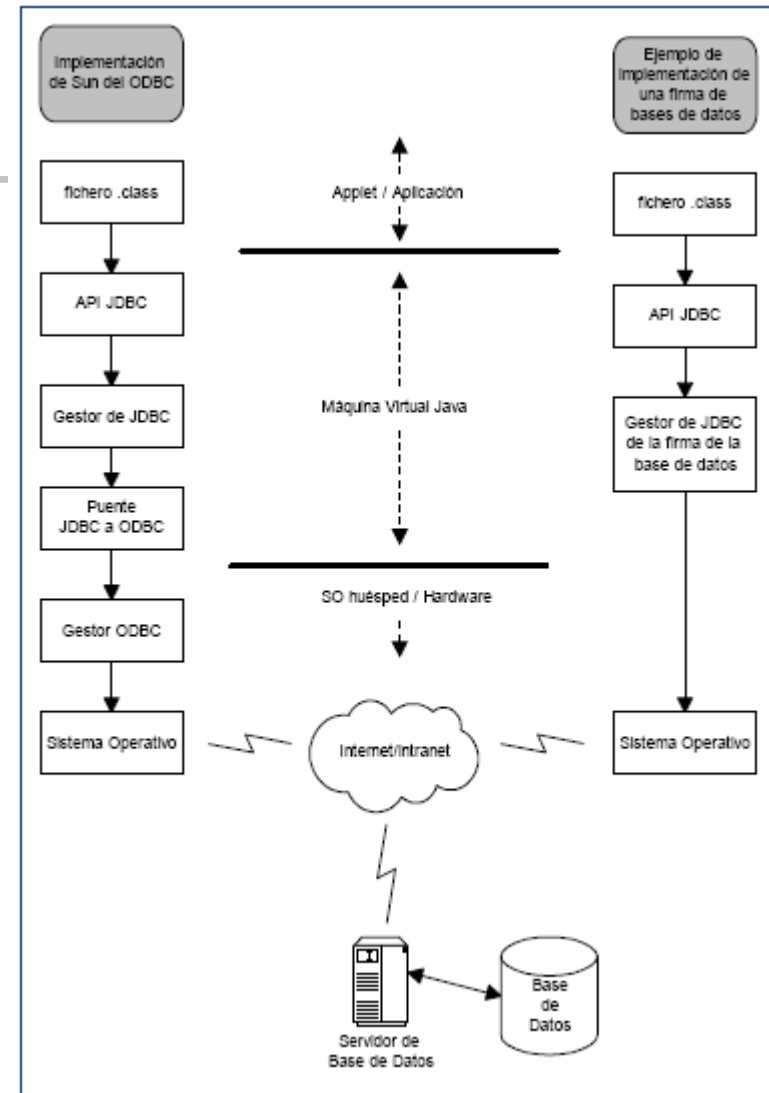 Implementación
de Sun del ODBC
fichero .class
API JDBC
Gestor de JDBC
Puente
JDBC a ODBC
Gestor ODBC
Sistema Operativo
Applet / Aplicación
Máquina Virtual Java
SO huésped / Hardware
Internet/Intranet
Servidor de
Base de Datos
Base
de
Datos
Ejemplo de
implementación de
una firma de
bases de datos
fichero .class
API JDBC
Gestor de JDBC
de la firma de la
base de datos
Sistema Operativo